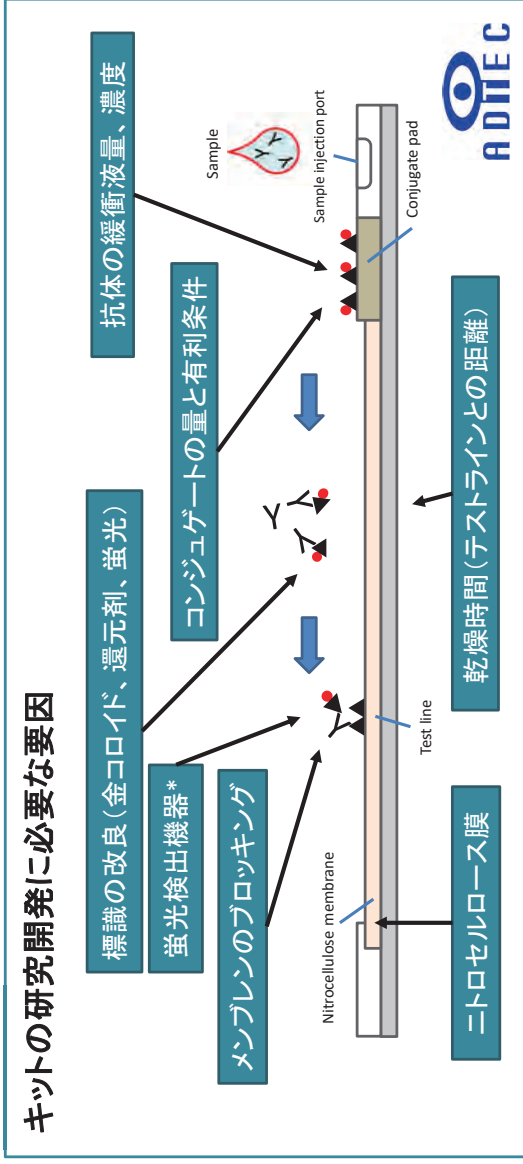 キットの研究開発に必要な要因
標識の改良(金コロイド、還元剤、蛍光)
蛍光検出機器*
メンブレンのブロッキング
コンジュゲートの量と有利条件
抗体の緩衝液量、濃度
Sample
Sample injection port
Conjugate pad
Nitrocellulose membrane
Test line
ニトロセルロース膜
乾燥時間(テストラインとの距離)
ADTEC